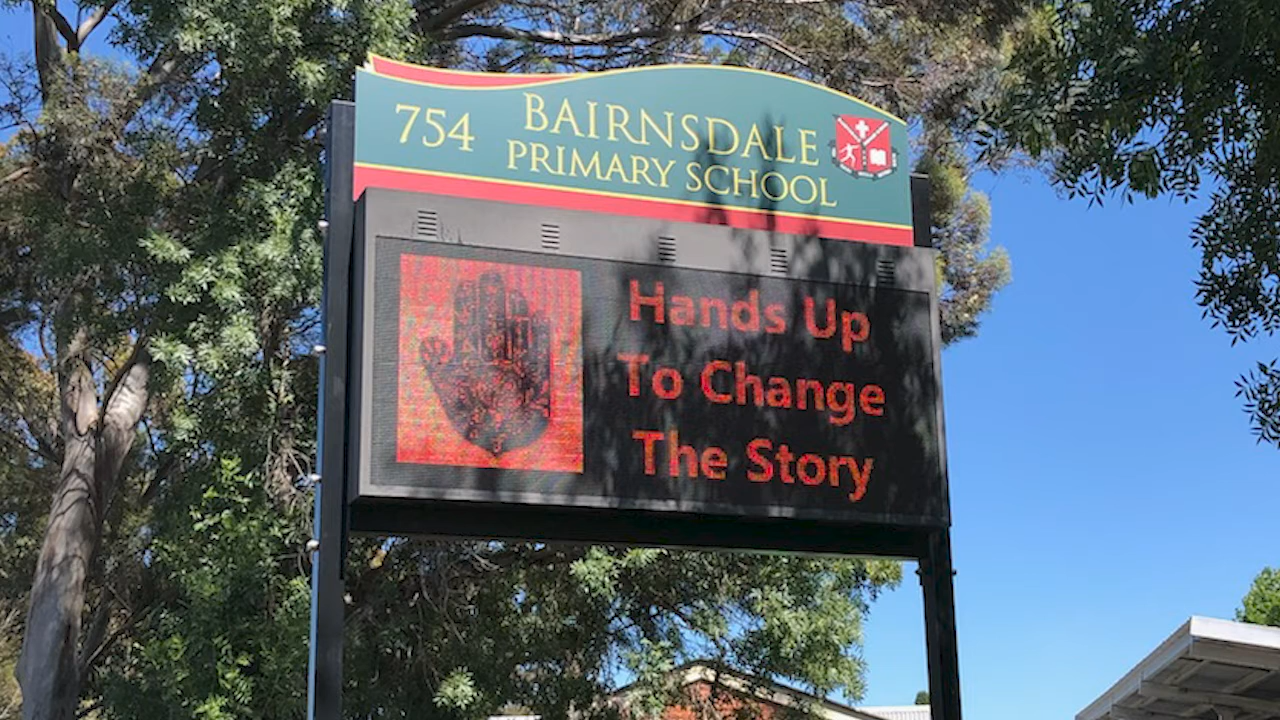 754
BAIRNSDALE
PRIMARY SCHOOL
Hands Up
To Change
The Story